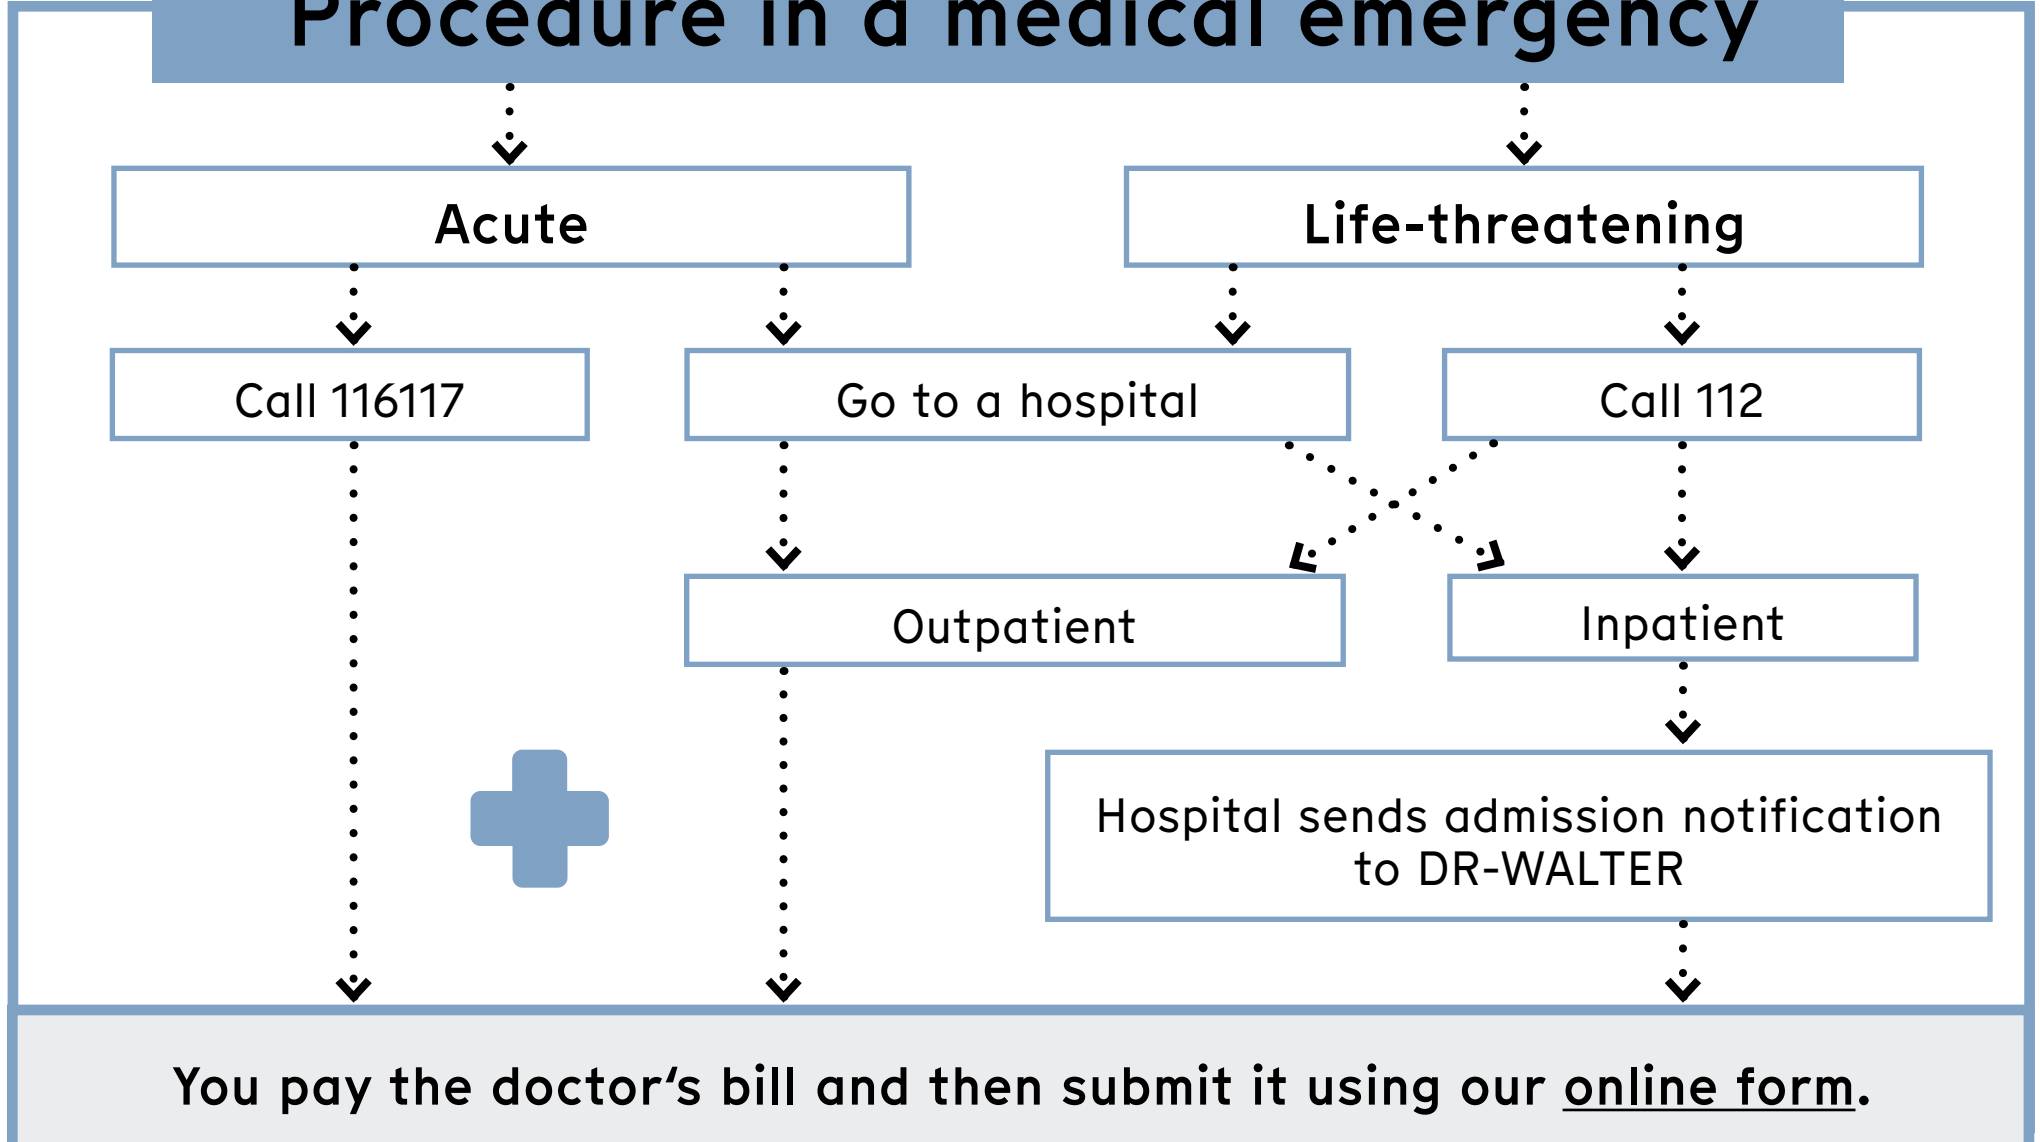 Procedure in a medical emergency
Acute
Life-threatening
Call 116117
Go to a hospital
Call 112
Outpatient
Inpatient
Hospital sends admission notification
to DR-WALTER
You pay the doctor‘s bill and then submit it using our online form.